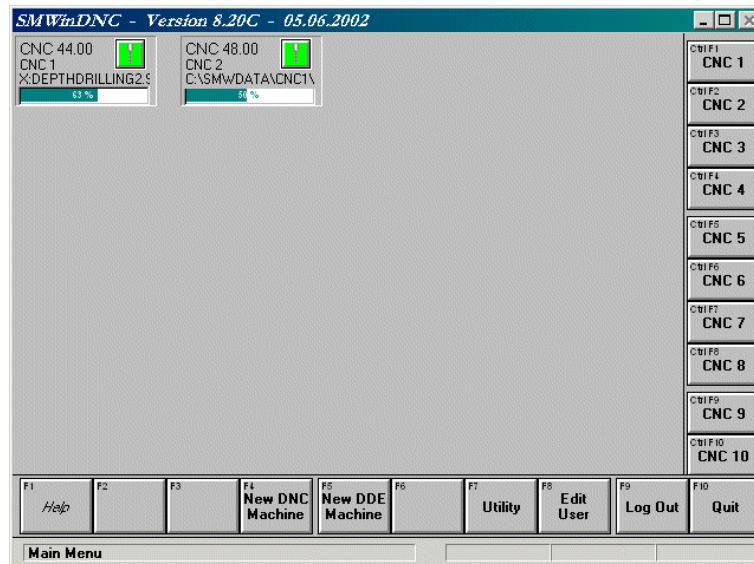 SMWinDNC - Version 8.20C - 05.06.2002
CNC 44.00
CNC 1
X:DEPTHDRILLING2.S
63 %
CNC 48.00
CNC 2
C:\SMWDATA\CNC1\
50 %
Ctrl F1
CNC 1
Ctrl F2
CNC 2
Ctrl F3
CNC 3
Ctrl F4
CNC 4
Ctrl F5
CNC 5
Ctrl F6
CNC 6
Ctrl F7
CNC 7
Ctrl F8
CNC 8
Ctrl F9
CNC 9
Ctrl F10
CNC 10
F1
Help
F2
F3
F4
New DNC
Machine
F5
New DDE
Machine
F6
F7
Utility
F8
Edit
User
F9
Log Out
F10
Quit
Main Menu